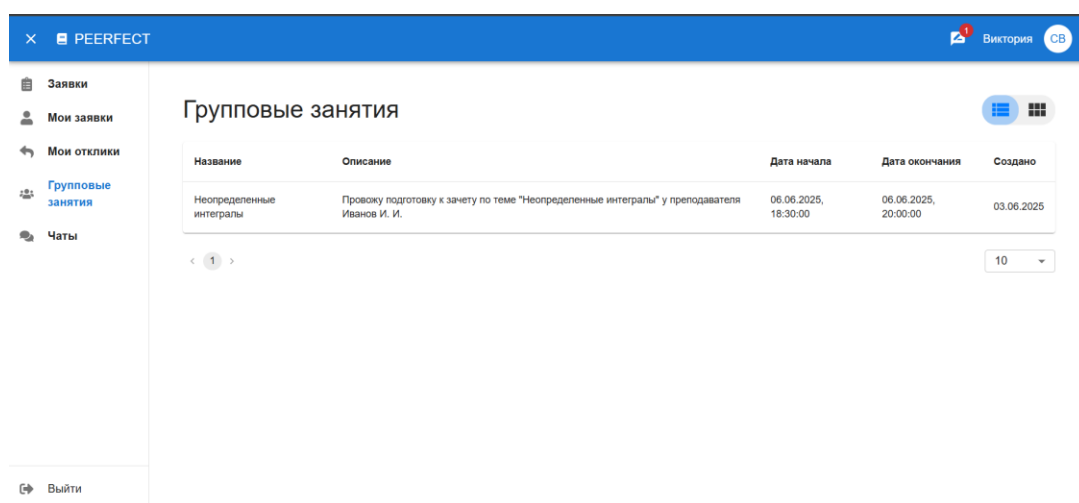 PEERFECT
1
Виктория
СВ
Заявки
Мои заявки
Мои отклики
Групповые
занятия
Чаты
Выйти
Групповые занятия
Название Описание Дата начала Дата окончания Создано
Неопределенные
интегралы
Провожу подготовку к зачету по теме "Неопределенные интегралы" у преподавателя
Иванов И. И.
06.06.2025,
18:30:00
06.06.2025,
20:00:00
03.06.2025
1
10